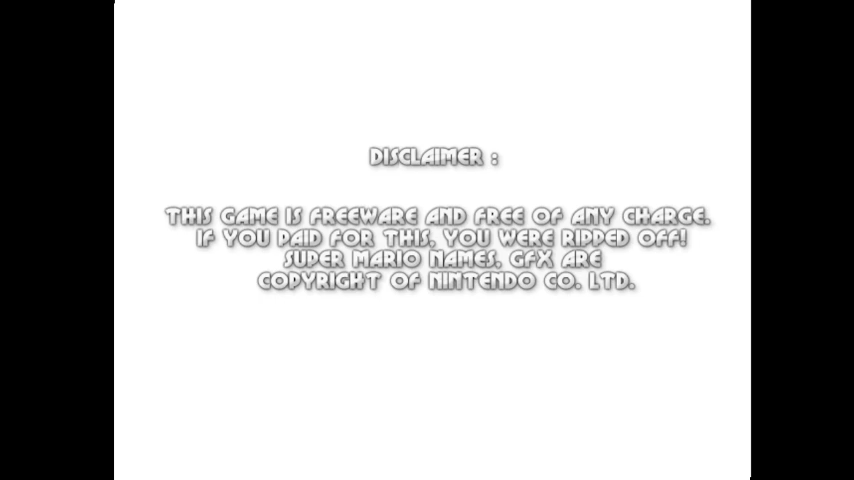 DISCLAIMER :
THIS GAME IS FREEWARE AND FREE OF ANY CHARGE.
IF YOU PAID FOR THIS, YOU WERE RIPPED OFF!
SUPER MARIO NAMES, GFX ARE
COPYRIGHT OF NINTENDO CO. LTD.